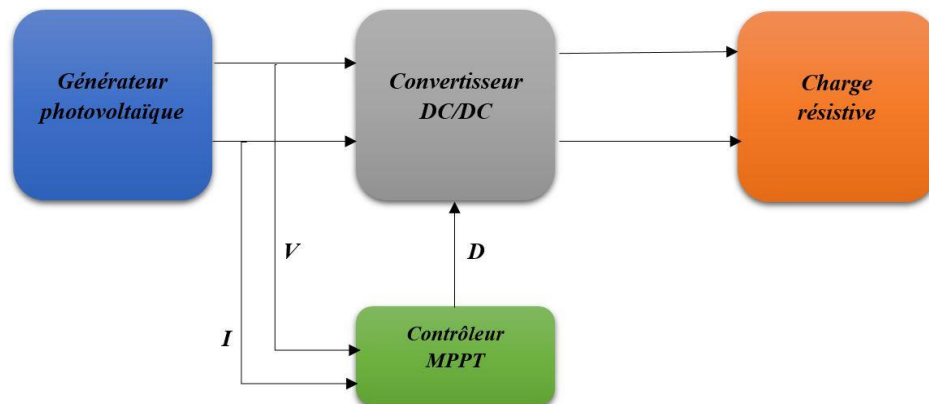 Générateur
photovoltaïque
Convertisseur
DC/DC
Charge
résistive
V
D
I
Contrôleur
MPPT